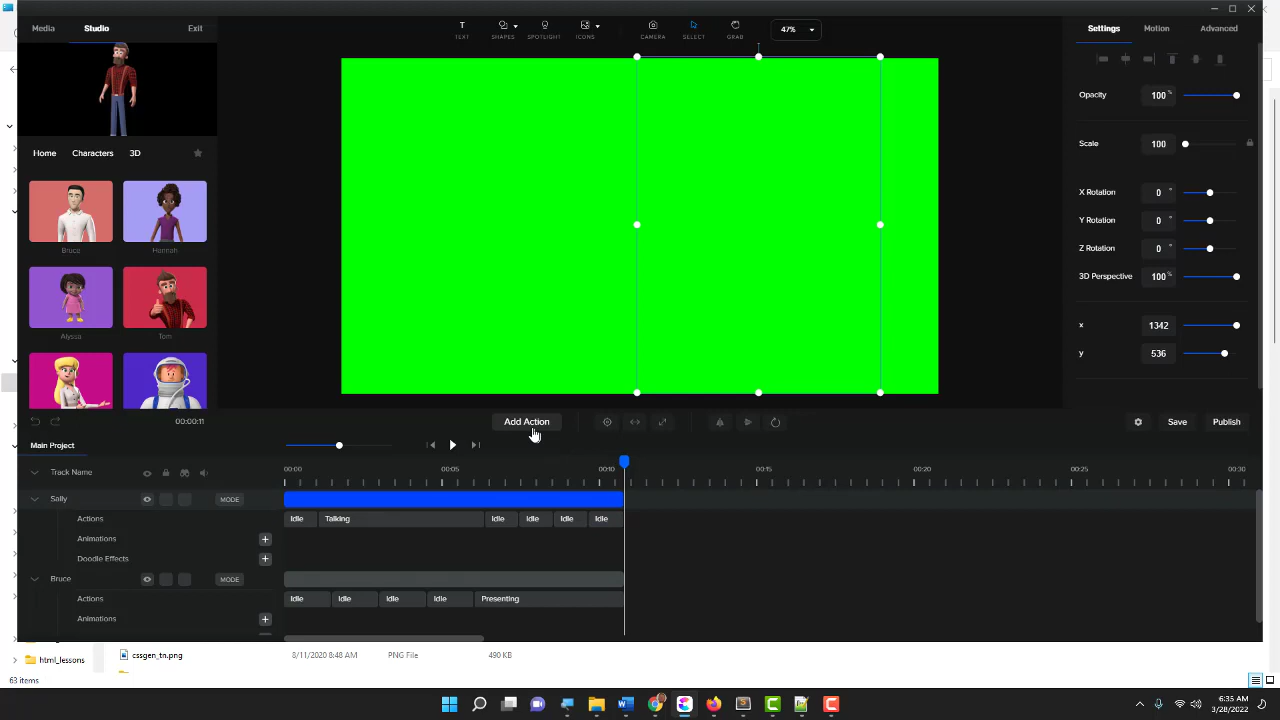 Media Studio Exit
TEXT SHAPES SPOTLIGHT ICONS CAMERA SELECT GRAB 47%
Settings Motion Advanced
Home Characters 3D
Bruce Hannah
Alyssa Tom
Opacity 100 %
Scale 100
X Rotation 0 °
Y Rotation 0 °
Z Rotation 0 °
3D Perspective 100 %
x 1342
y 536
00:00:11 Add Action Save Publish
Main Project
Track Name 00:00 00:05 00:10 00:15 00:20 00:25 00:30
Sally MODE
Actions Idle Talking Idle Idle Idle Idle
Animations +
Doodle Effects +
Bruce MODE
Actions Idle Idle Idle Idle Presenting
Animations +
html_lessons cssgen_tn.png 8/11/2020 8:48 AM PNG File 490 KB
63 items
6:35 AM
3/28/2022